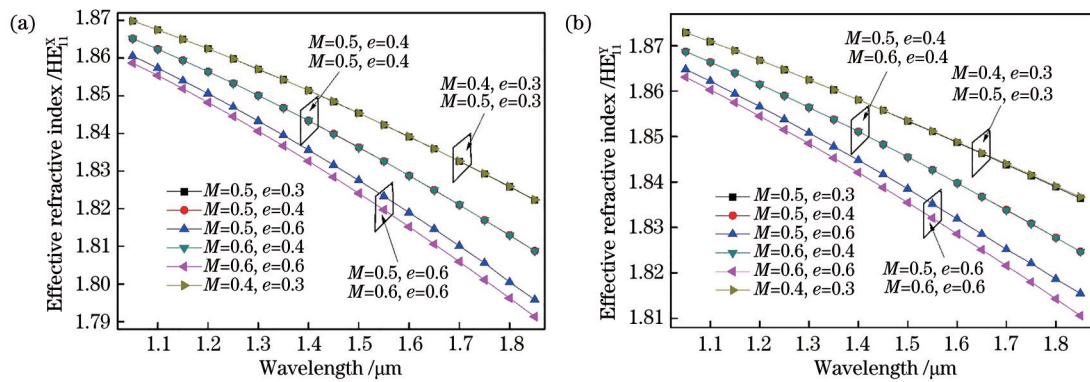 (a)
Effective refractive index /HE₁₁ˣ
1.87
1.86
1.85
1.84
1.83
1.82
1.81
1.80
1.79
M=0.5, e=0.4
M=0.5, e=0.4
M=0.4, e=0.3
M=0.5, e=0.3
M=0.5, e=0.3
M=0.5, e=0.4
M=0.5, e=0.6
M=0.6, e=0.4
M=0.6, e=0.6
M=0.4, e=0.3
M=0.5, e=0.6
M=0.6, e=0.6
1.1 1.2 1.3 1.4 1.5 1.6 1.7 1.8
Wavelength /μm
(b)
Effective refractive index /HE₁₁ʸ
1.87
1.86
1.85
1.84
1.83
1.82
1.81
M=0.5, e=0.4
M=0.6, e=0.4
M=0.4, e=0.3
M=0.5, e=0.3
M=0.5, e=0.3
M=0.5, e=0.4
M=0.5, e=0.6
M=0.6, e=0.4
M=0.6, e=0.6
M=0.4, e=0.3
M=0.5, e=0.6
M=0.6, e=0.6
1.1 1.2 1.3 1.4 1.5 1.6 1.7 1.8
Wavelength /μm